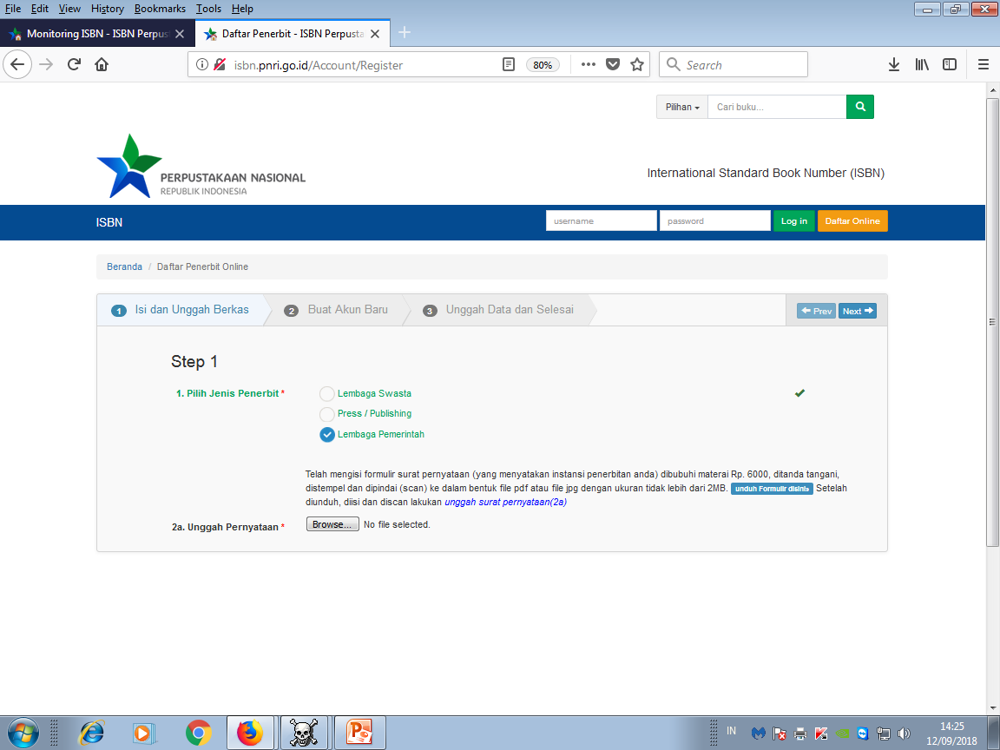 File Edit View History Bookmarks Tools Help
Monitoring ISBN - ISBN Perpus
Daftar Penerbit - ISBN Perpusta
isbn.pnri.go.id/Account/Register
80%
Search
Pilihan
Cari buku...
PERPUSTAKAAN NASIONAL
REPUBLIK INDONESIA
International Standard Book Number (ISBN)
ISBN
username
password
Log in
Daftar Online
Beranda / Daftar Penerbit Online
1 Isi dan Unggah Berkas
2 Buat Akun Baru
3 Unggah Data dan Selesai
Prev
Next
Step 1
1. Pilih Jenis Penerbit *
Lembaga Swasta
Press / Publishing
Lembaga Pemerintah
Telah mengisi formulir surat pernyataan (yang menyatakan instansi penerbitan anda) dibubuhi materai Rp. 6000, ditanda tangani,
distempel dan dipindai (scan) ke dalam bentuk file pdf atau file jpg dengan ukuran tidak lebih dari 2MB. unduh Formulir disini» Setelah
diunduh, diisi dan discan lakukan unggah surat pernyataan(2a)
2a. Unggah Pernyataan *
Browse... No file selected.
IN
14:25
12/09/2018